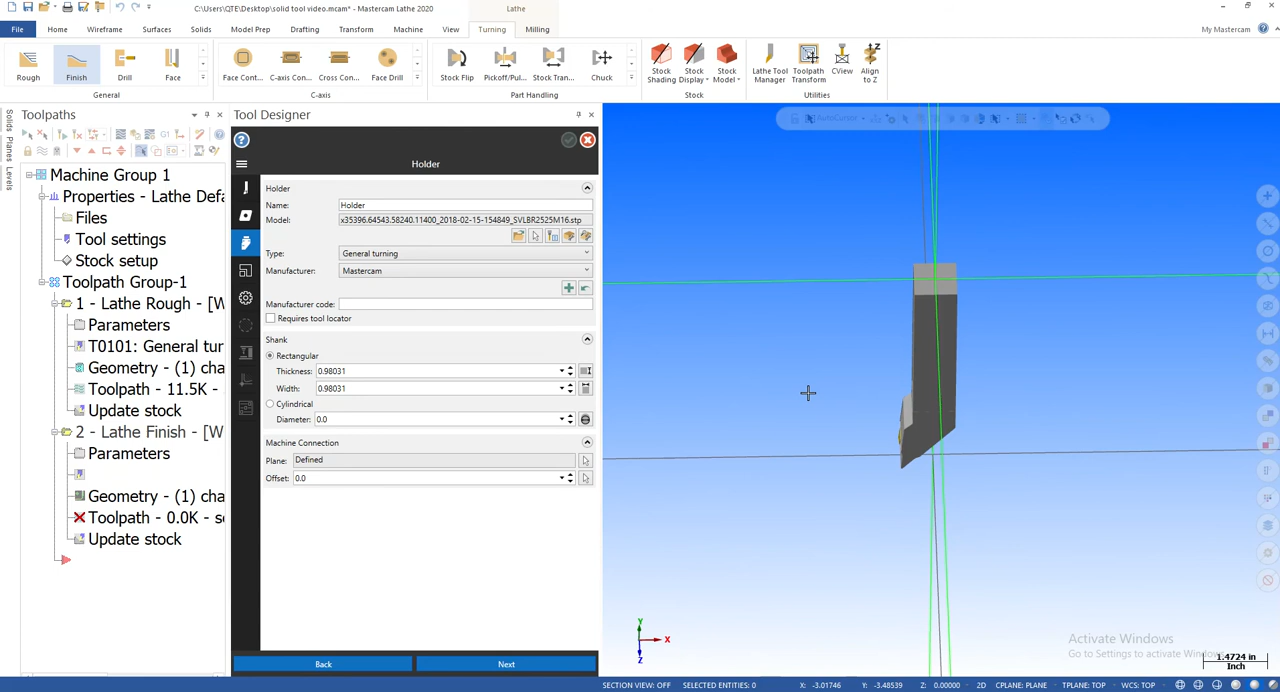 C:\Users\QTE\Desktop\solid tool video.mcam* - Mastercam Lathe 2020
Lathe
File Home Wireframe Surfaces Solids Model Prep Drafting Transform Machine View Turning Milling
My Mastercam
Rough Finish Drill Face
Face Cont... C-axis Con... Cross Con... Face Drill
Stock Flip Pickoff/Pul... Stock Tran... Chuck
Stock Shading Stock Display Stock Model
Lathe Tool Manager Toolpath Transform CView Align to Z
General C-axis Part Handling Stock Utilities
Solids
Planes
Levels
Toolpaths
Machine Group 1
Properties - Lathe Defa
Files
Tool settings
Stock setup
Toolpath Group-1
1 - Lathe Rough - [W
Parameters
T0101: General tur
Geometry - (1) cha
Toolpath - 11.5K -
Update stock
2 - Lathe Finish - [W
Parameters
Geometry - (1) cha
Toolpath - 0.0K - s
Update stock
Tool Designer
Holder
Holder
Name: Holder
Model: x35396.64543.58240.11400_2018-02-15-154849_SVLBR2525M16.stp
Type: General turning
Manufacturer: Mastercam
Manufacturer code:
Requires tool locator
Shank
Rectangular
Thickness: 0.98031
Width: 0.98031
Cylindrical
Diameter: 0.0
Machine Connection
Plane: Defined
Offset: 0.0
Back Next
AutoCursor
Y
X
Z
Activate Windows
Go to Settings to activate Windows
1.4724 in
Inch
SECTION VIEW: OFF SELECTED ENTITIES: 0 X: -3.01746 Y: -3.48539 Z: 0.00000 2D CPLANE: PLANE TPLANE: TOP WCS: TOP